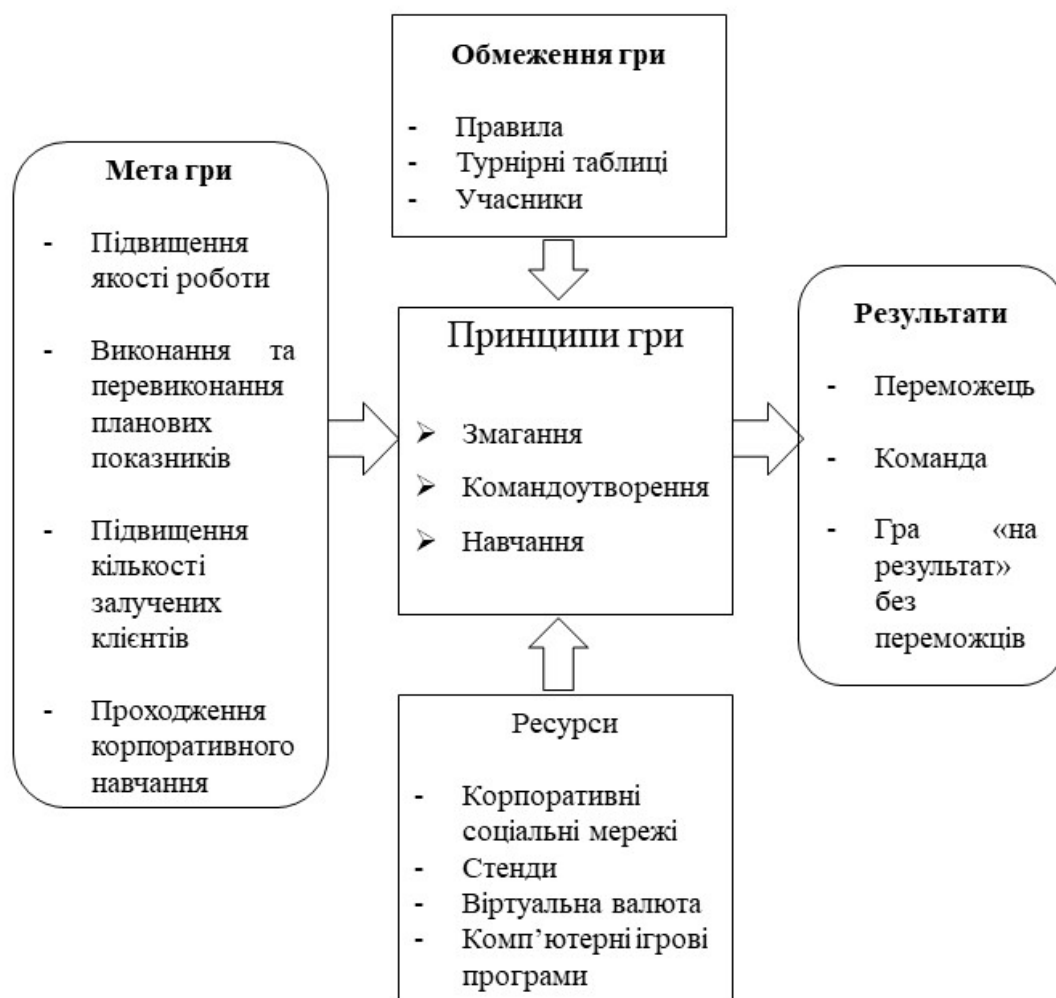 Обмеження гри
- Правила
- Турнірні таблиці
- Учасники
Мета гри
- Підвищення
якості роботи
- Виконання та
перевиконання
планових
показників
- Підвищення
кількості
залучених
клієнтів
- Проходження
корпоративного
навчання
Принципи гри
➢ Змагання
➢ Командоутворення
➢ Навчання
Результати
- Переможець
- Команда
- Гра «на
результат»
без
переможців
Ресурси
- Корпоративні
соціальні мережі
- Стенди
- Віртуальна валюта
- Комп’ютерні ігрові
програми